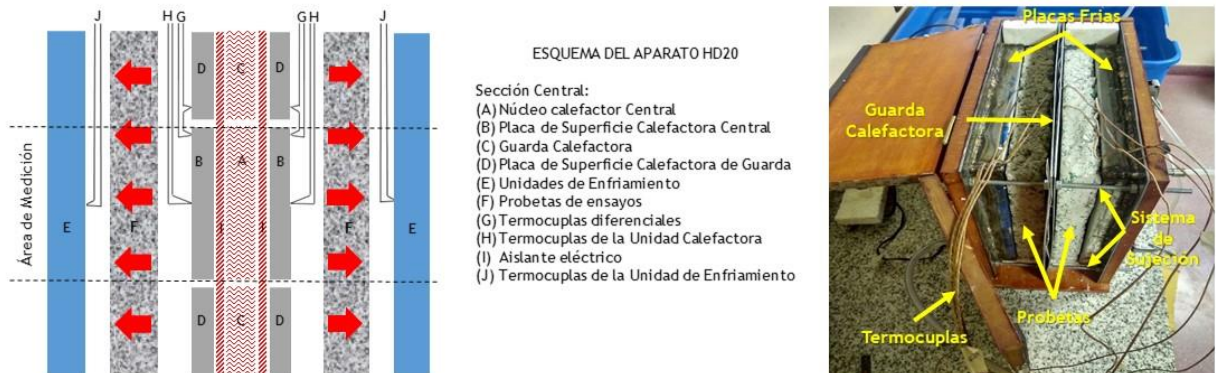 J
H
G
G
H
J
D
C
D
B
A
B
Área de Medición
E
F
I
I
F
E
D
C
D
ESQUEMA DEL APARATO HD20
Sección Central:
(A) Núcleo calefactor Central
(B) Placa de Superficie Calefactora Central
(C) Guarda Calefactora
(D) Placa de Superficie Calefactora de Guarda
(E) Unidades de Enfriamiento
(F) Probetas de ensayos
(G) Termocuplas diferenciales
(H) Termocuplas de la Unidad Calefactora
(I) Aislante eléctrico
(J) Termocuplas de la Unidad de Enfriamiento
Placas Frias
Guarda
Calefactora
Sistema
de
Sujeción
Probetas
Termocuplas